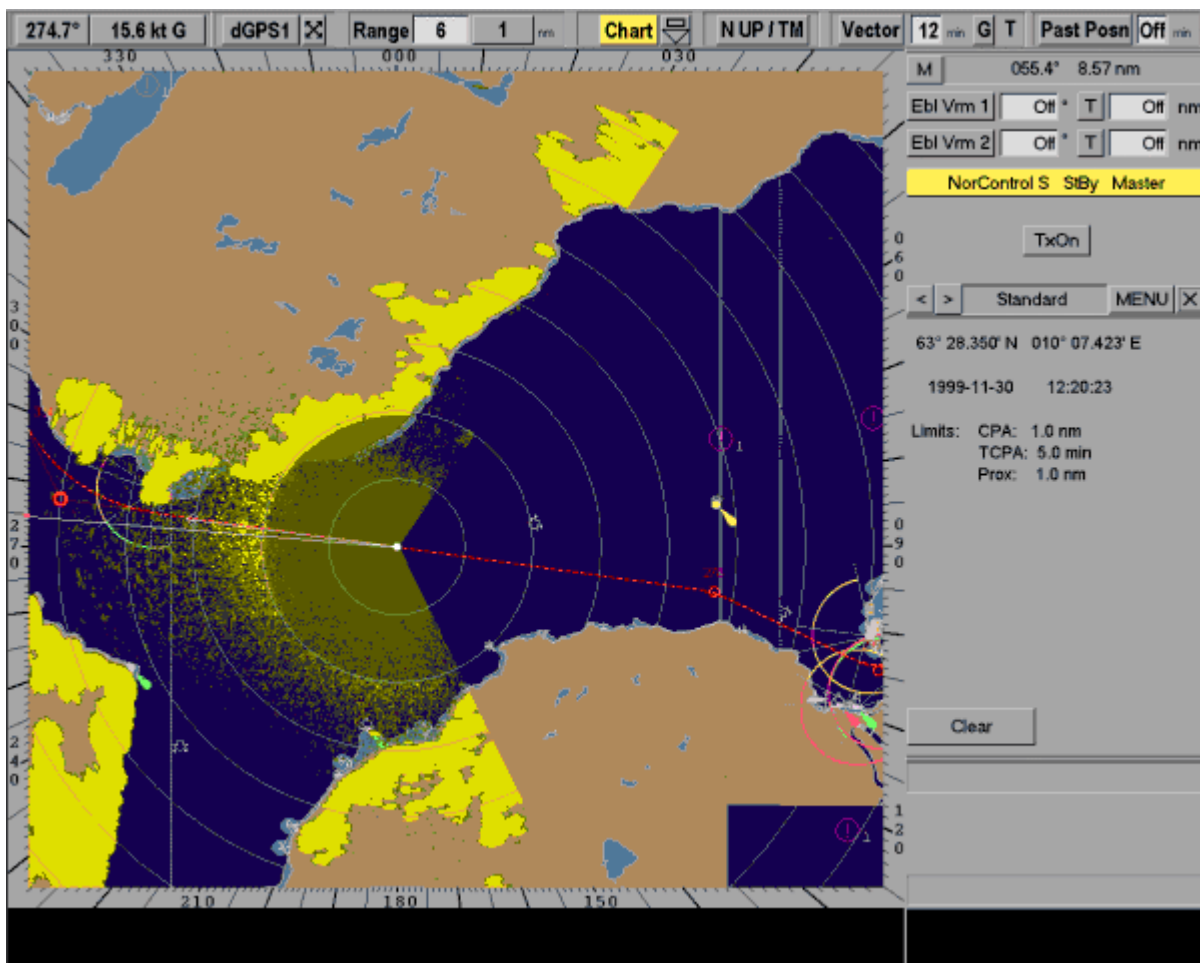 274.7° 15.6 kt G dGPS1 Range 6 1 nm Chart N UP / TM Vector 12 min G T Past Posn Off min
330 000 030
M 055.4° 8.57 nm
Ebl Vrm 1 Off ° T Off nm
Ebl Vrm 2 Off ° T Off nm
NorControl S StBy Master
TxOn
060
< > Standard MENU X
300
63° 28.350' N 010° 07.423' E
1999-11-30 12:20:23
Limits: CPA: 1.0 nm
TCPA: 5.0 min
Prox: 1.0 nm
1
270
090
240
Clear
120
1
210 180 150